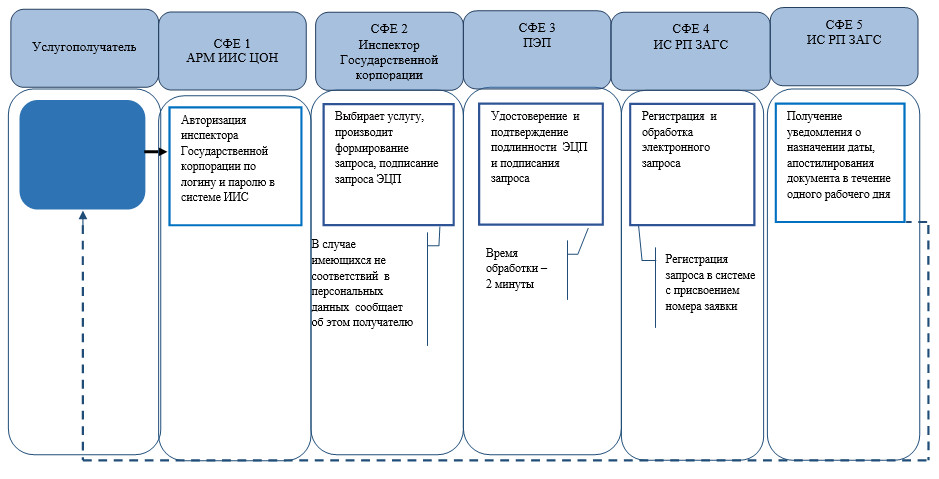 Услугополучатель
СФЕ 1
АРМ ИИС ЦОН
СФЕ 2
Инспектор
Государственной
корпорации
СФЕ 3
ПЭП
СФЕ 4
ИС РП ЗАГС
СФЕ 5
ИС РП ЗАГС
Авторизация
инспектора
Государственной
корпорации по
логину и паролю в
системе ИИС
Выбирает услугу,
производит
формирование
запроса, подписание
запроса ЭЦП
Удостоверение и
подтверждение
подлинности ЭЦП
и подписания
запроса
Регистрация и
обработка
электронного
запроса
Получение
уведомления о
назначении даты,
апостилирования
документа в течение
одного рабочего дня
В случае
имеющихся не
соответствий в
персональных
данных сообщает
об этом получателю
Время
обработки –
2 минуты
Регистрация
запроса в системе
с присвоением
номера заявки